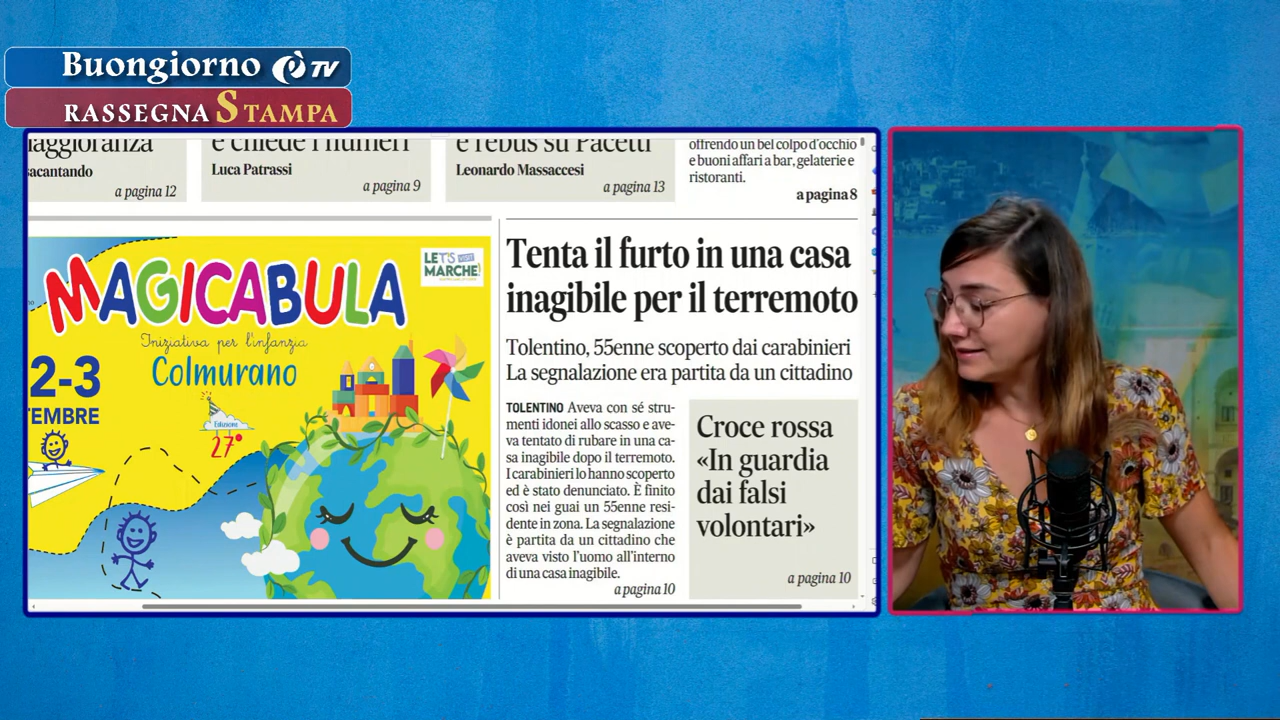 Buongiorno è TV
RASSEGNA STAMPA
maggioranza
sacantando
a pagina 12
e chiede i numeri
Luca Patrassi
a pagina 9
e rebus su Pacetti
Leonardo Massaccesi
a pagina 13
offrendo un bel colpo d'occhio
e buoni affari a bar, gelaterie e
ristoranti.
a pagina 8
MAGICABULA
LET'S
MARCHE!
Iniziativa per l'infanzia
Colmurano
2-3
TEMBRE
Edizione
27°
Tenta il furto in una casa
inagibile per il terremoto
Tolentino, 55enne scoperto dai carabinieri
La segnalazione era partita da un cittadino
TOLENTINO Aveva con sé stru-
menti idonei allo scasso e ave-
va tentato di rubare in una ca-
sa inagibile dopo il terremoto.
I carabinieri lo hanno scoperto
ed è stato denunciato. È finito
così nei guai un 55enne resi-
dente in zona. La segnalazione
è partita da un cittadino che
aveva visto l'uomo all'interno
di una casa inagibile.
a pagina 10
Croce rossa
«In guardia
dai falsi
volontari»
a pagina 10